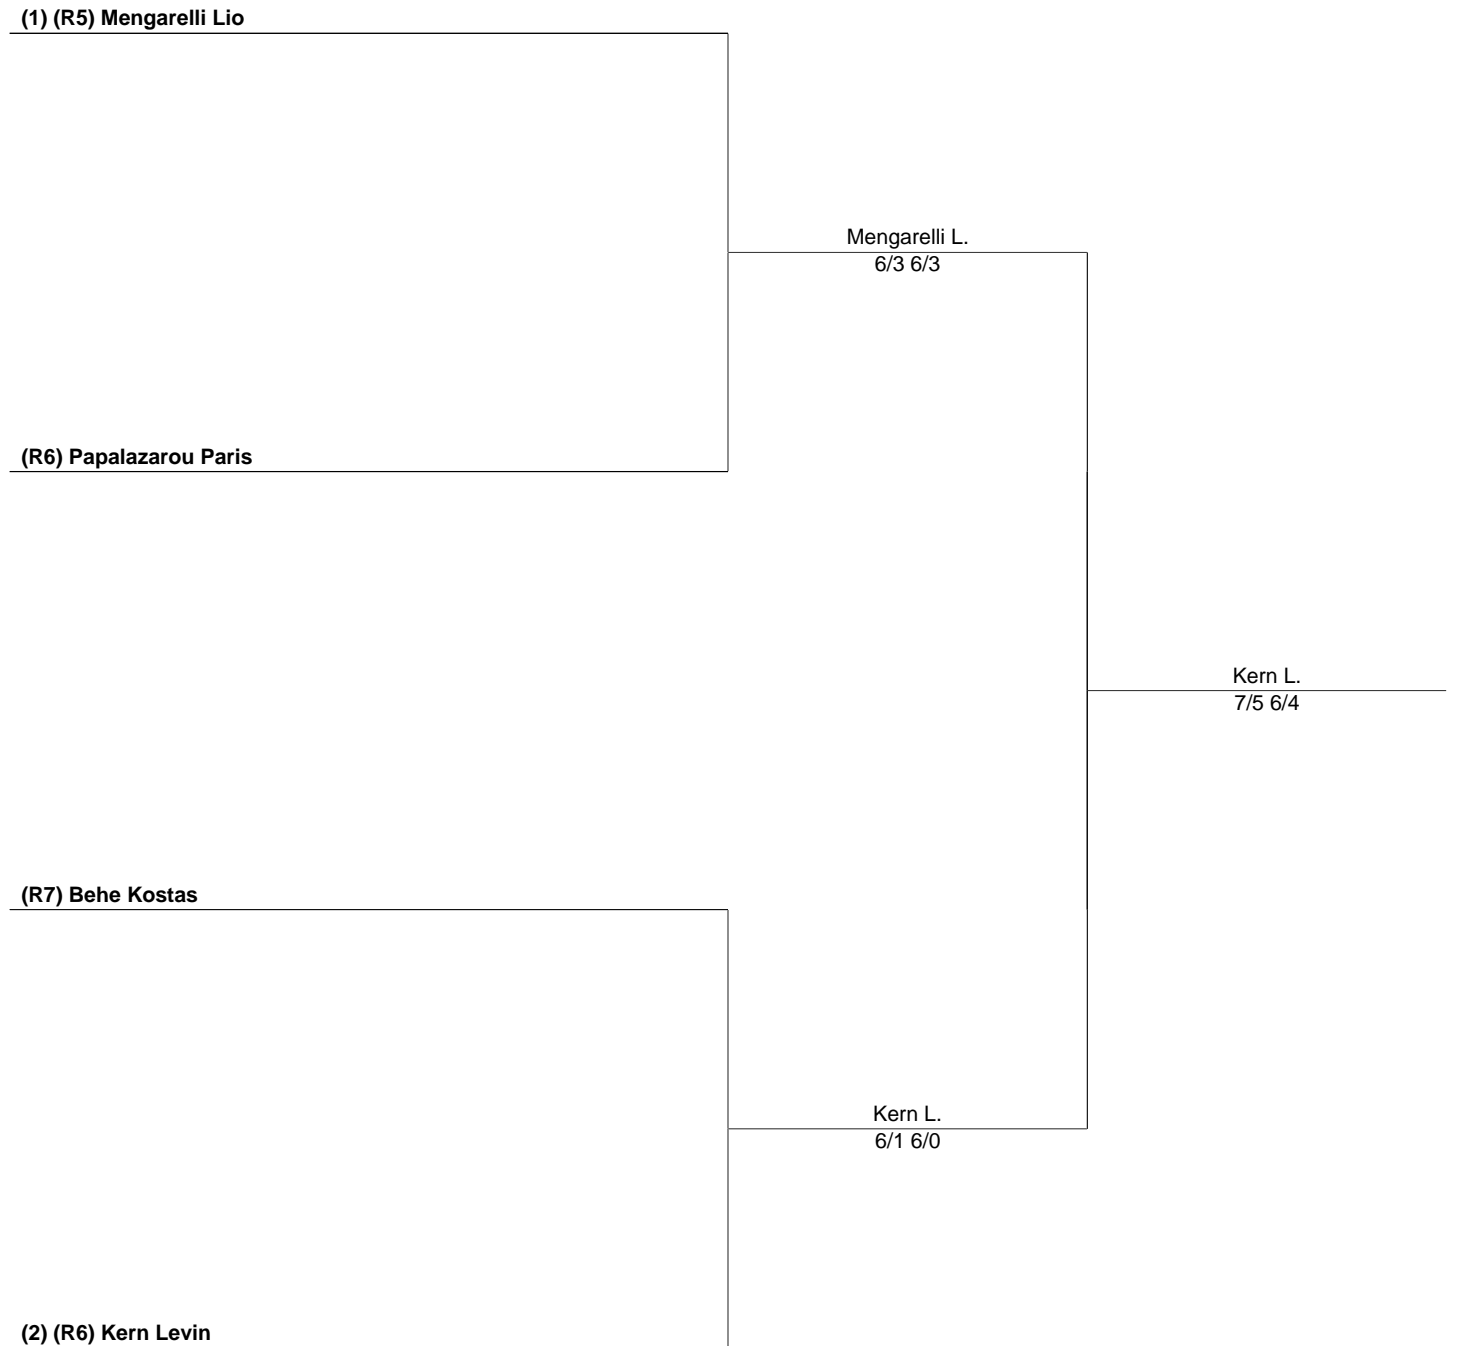 (1) (R5) Mengarelli Lio
Mengarelli L.
6/3 6/3
(R6) Papalazarou Paris
Kern L.
7/5 6/4
(R7) Behe Kostas
Kern L.
6/1 6/0
(2) (R6) Kern Levin